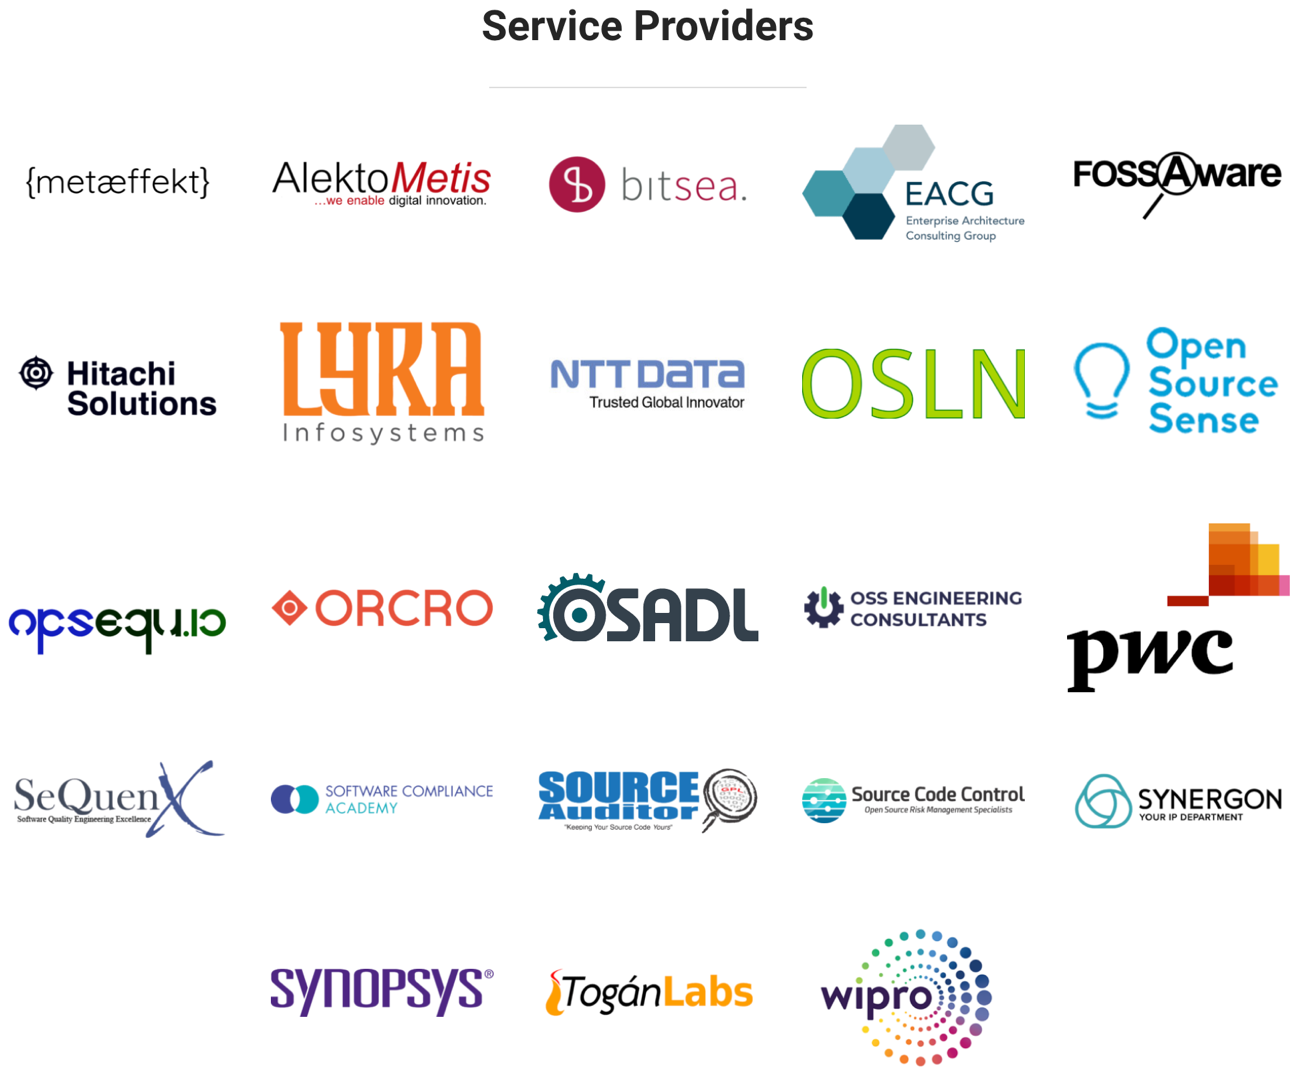 Service Providers
{metæffekt}
AlektoMetis
...we enable digital innovation.
bitsea.
EACG
Enterprise Architecture
Consulting Group
FOSSAware
Hitachi
Solutions
LYRA
Infosystems
NTT DATA
Trusted Global Innovator
OSLN
Open
Source
Sense
opsequ.io
ORCRO
OSADL
OSS ENGINEERING
CONSULTANTS
pwc
SeQuenX
Software Quality Engineering Excellence
SOFTWARE COMPLIANCE
ACADEMY
SOURCE
Auditor
GPL
"Keeping Your Source Code Yours"
Source Code Control
Open Source Risk Management Specialists
SYNERGON
YOUR IP DEPARTMENT
SYNOPSYS®
TogánLabs
wipro